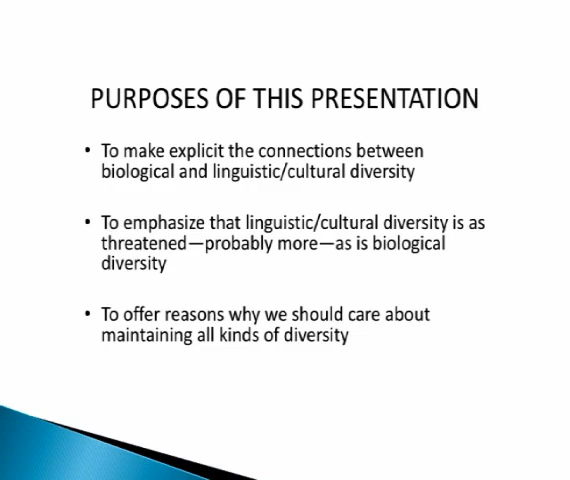 PURPOSES OF THIS PRESENTATION
• To make explicit the connections between
biological and linguistic/cultural diversity
• To emphasize that linguistic/cultural diversity is as
threatened—probably more—as is biological
diversity
• To offer reasons why we should care about
maintaining all kinds of diversity